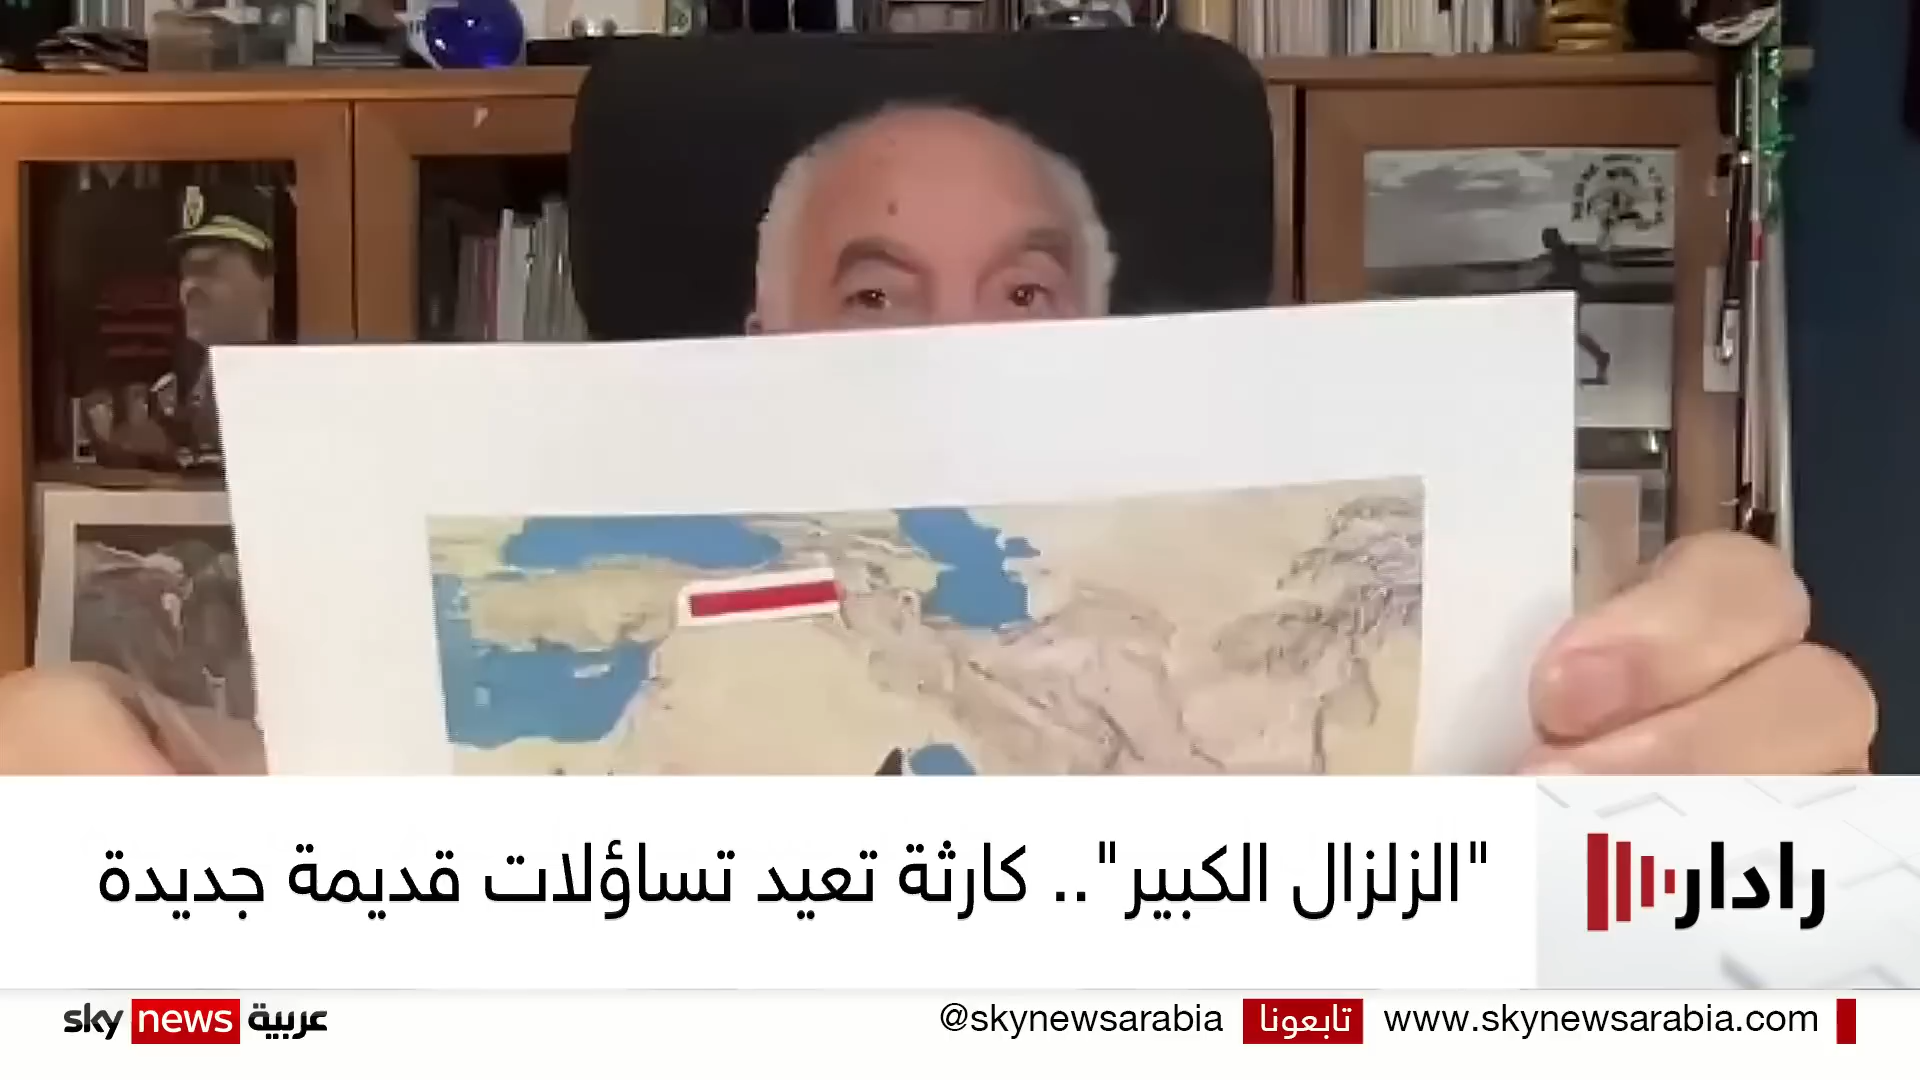 "الزلزال الكبير".. كارثة تعيد تساؤلات قديمة جديدة
رادار
sky news عربية
@skynewsarabia تابعونا www.skynewsarabia.com